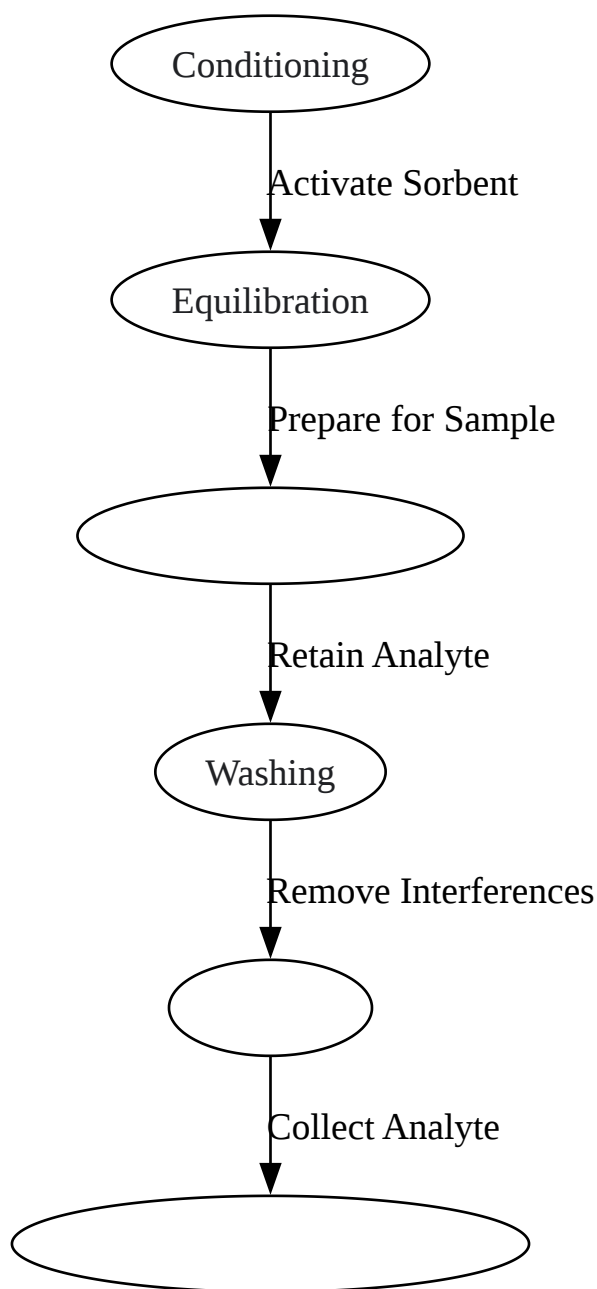 Conditioning
Activate Sorbent
Equilibration
Prepare for Sample
Retain Analyte
Washing
Remove Interferences
Collect Analyte